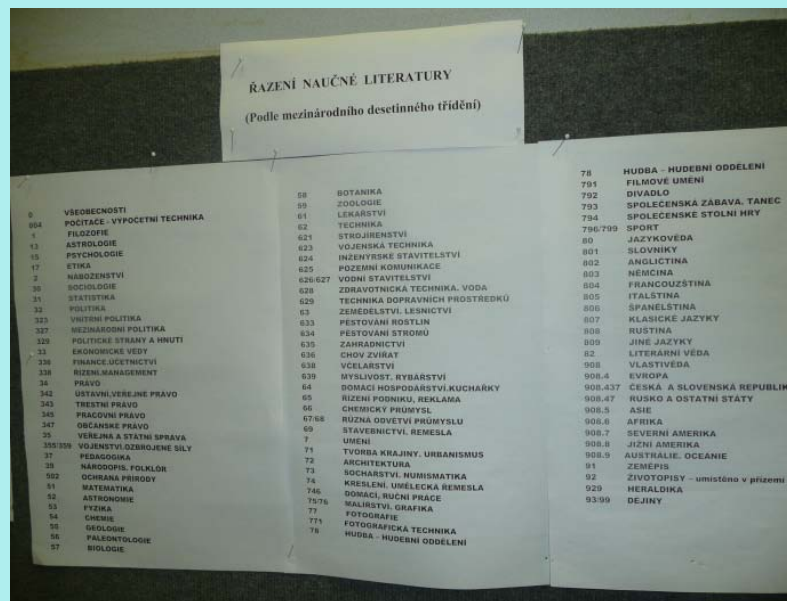 ŘAZENÍ NAUČNÉ LITERATURY
(Podle mezinárodního desetinného třídění)
0 VŠEOBECNOSTI
004 POČÍTAČE - VÝPOČETNÍ TECHNIKA
1 FILOZOFIE
13 ASTROLOGIE
15 PSYCHOLOGIE
17 ETIKA
2 NÁBOŽENSTVÍ
30 SOCIOLOGIE
31 STATISTIKA
32 POLITIKA
323 VNITŘNÍ POLITIKA
327 MEZINÁRODNÍ POLITIKA
329 POLITICKÉ STRANY A HNUTÍ
33 EKONOMICKÉ VĚDY
336 FINANCE.ÚČETNICTVÍ
338 ŘÍZENÍ.MANAGEMENT
34 PRÁVO
342 ÚSTAVNÍ,VEŘEJNÉ PRÁVO
343 TRESTNÍ PRÁVO
345 PRACOVNÍ PRÁVO
347 OBČANSKÉ PRÁVO
35 VEŘEJNÁ A STÁTNÍ SPRÁVA
355/359 VOJENSTVÍ.OZBROJENÉ SÍLY
37 PEDAGOGIKA
39 NÁRODOPIS. FOLKLÓR
502 OCHRANA PŘÍRODY
51 MATEMATIKA
52 ASTRONOMIE
53 FYZIKA
54 CHEMIE
55 GEOLOGIE
56 PALEONTOLOGIE
57 BIOLOGIE
58 BOTANIKA
59 ZOOLOGIE
61 LÉKAŘSTVÍ
62 TECHNIKA
621 STROJÍRENSTVÍ
623 VOJENSKÁ TECHNIKA
624 INŽENÝRSKÉ STAVITELSTVÍ
625 POZEMNÍ KOMUNIKACE
626/627 VODNÍ STAVITELSTVÍ
628 ZDRAVOTNICKÁ TECHNIKA. VODA
629 TECHNIKA DOPRAVNÍCH PROSTŘEDKŮ
63 ZEMĚDĚLSTVÍ. LESNICTVÍ
633 PĚSTOVÁNÍ ROSTLIN
634 PĚSTOVÁNÍ STROMŮ
635 ZAHRADNICTVÍ
636 CHOV ZVÍŘAT
638 VČELAŘSTVÍ
639 MYSLIVOST. RYBÁŘSTVÍ
64 DOMÁCÍ HOSPODÁŘSTVÍ.KUCHAŘKY
65 ŘÍZENÍ PODNIKU, REKLAMA
66 CHEMICKÝ PRŮMYSL
67/68 RŮZNÁ ODVĚTVÍ PRŮMYSLU
69 STAVEBNICTVÍ. ŘEMESLA
7 UMĚNÍ
71 TVORBA KRAJINY. URBANISMUS
72 ARCHITEKTURA
73 SOCHAŘSTVÍ. NUMISMATIKA
74 KRESLENÍ. UMĚLECKÁ ŘEMESLA
746 DOMÁCÍ, RUČNÍ PRÁCE
75/76 MALÍŘSTVÍ. GRAFIKA
77 FOTOGRAFIE
771 FOTOGRAFICKÁ TECHNIKA
78 HUDBA – HUDEBNÍ ODDĚLENÍ
78 HUDBA – HUDEBNÍ ODDĚLENÍ
791 FILMOVÉ UMĚNÍ
792 DIVADLO
793 SPOLEČENSKÁ ZÁBAVA, TANEC
794 SPOLEČENSKÉ STOLNÍ HRY
796/799 SPORT
80 JAZYKOVĚDA
801 SLOVNÍKY
802 ANGLIČTINA
803 NĚMČINA
804 FRANCOUZŠTINA
805 ITALŠTINA
806 ŠPANĚLŠTINA
807 KLASICKÉ JAZYKY
808 RUŠTINA
809 JINÉ JAZYKY
82 LITERÁRNÍ VĚDA
908 VLASTIVĚDA
908.4 EVROPA
908.437 ČESKÁ A SLOVENSKÁ REPUBLIK
908.47 RUSKO A OSTATNÍ STÁTY
908.5 ASIE
908.6 AFRIKA
908.7 SEVERNÍ AMERIKA
908.8 JIŽNÍ AMERIKA
908.9 AUSTRÁLIE. OCEÁNIE
91 ZEMĚPIS
92 ŽIVOTOPISY – umístěno v přízemí
929 HERALDIKA
93/99 DĚJINY